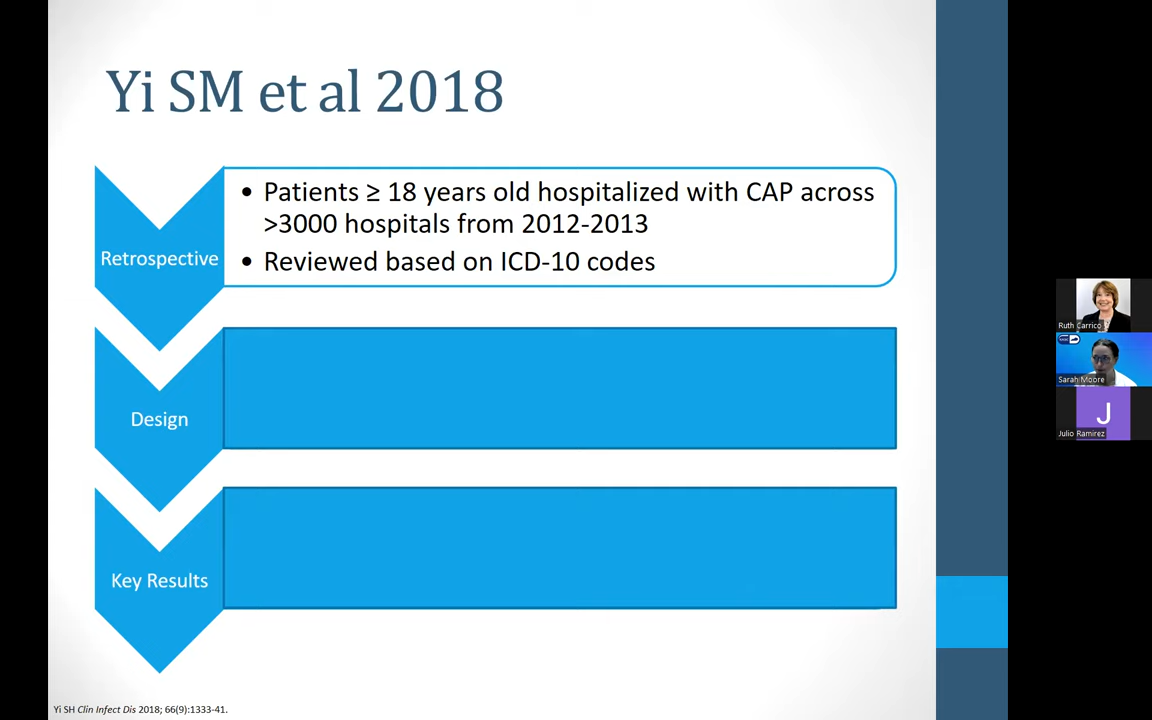 Yi SM et al 2018
Retrospective
• Patients ≥ 18 years old hospitalized with CAP across
>3000 hospitals from 2012-2013
• Reviewed based on ICD-10 codes
Design
Key Results
Yi SH Clin Infect Dis 2018; 66(9):1333-41.
Ruth Carrico
Sarah Moore
J
Julio Ramirez